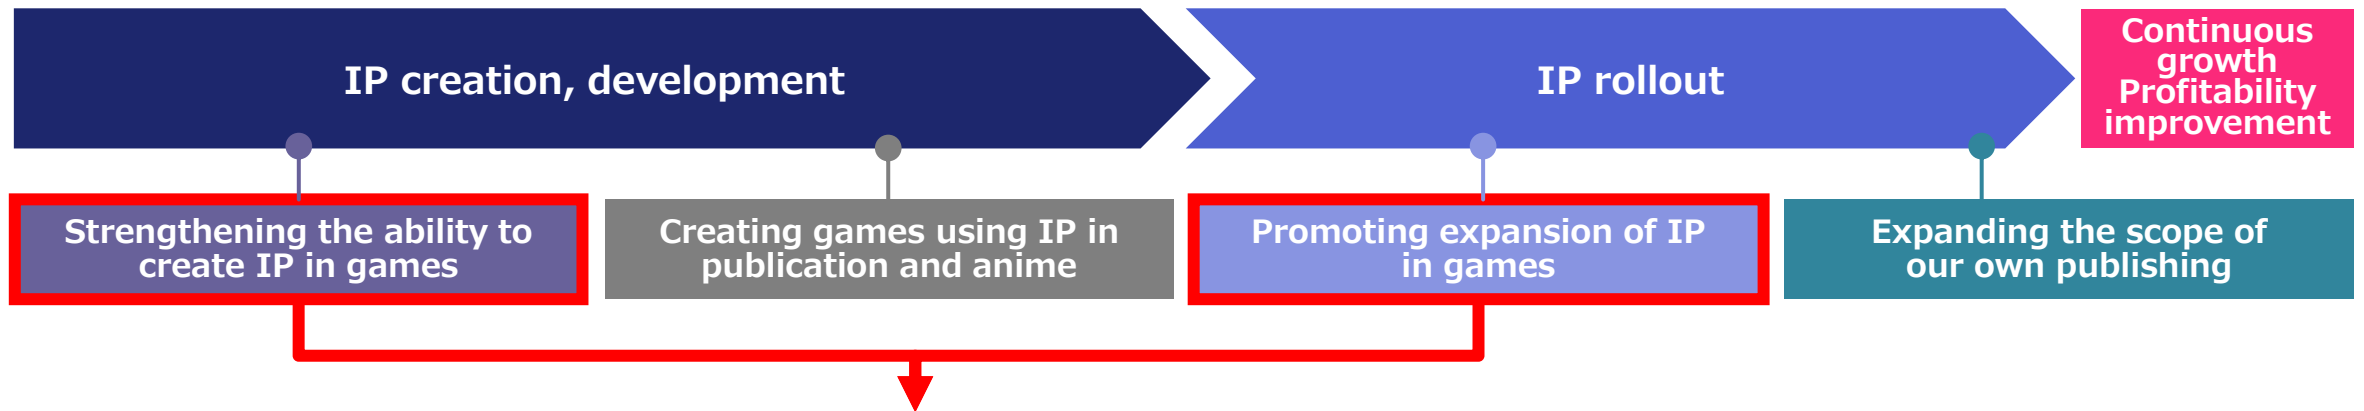 IP creation, development
IP rollout
Continuous
growth
Profitability
improvement
Strengthening the ability to
create IP in games
Creating games using IP in
publication and anime
Promoting expansion of IP
in games
Expanding the scope of
our own publishing